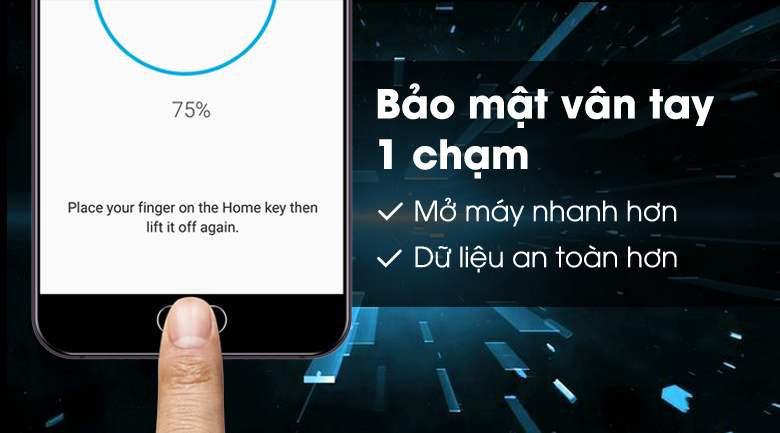 75%
Place your finger on the Home key then
lift it off again.
Bảo mật vân tay
1 chạm
Mở máy nhanh hơn
Dữ liệu an toàn hơn